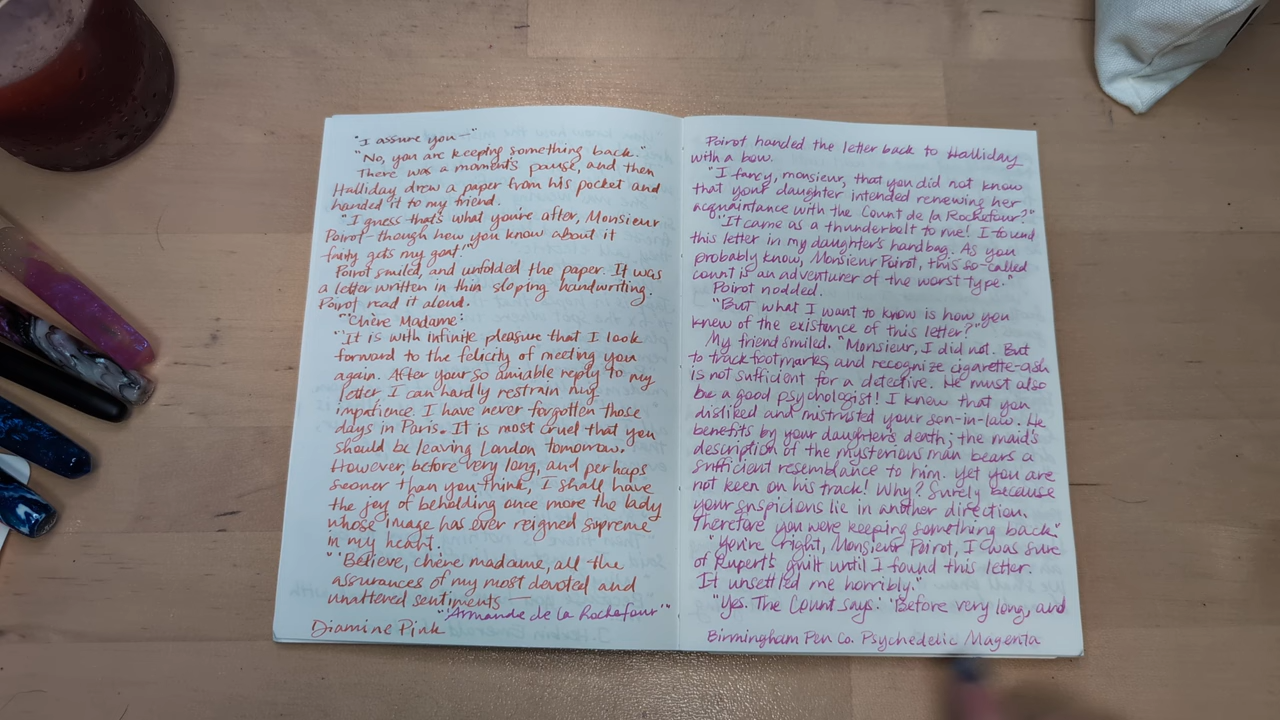 "I assure you—"
"No, you are keeping something back."
There was a moment's pause, and then
Halliday drew a paper from his pocket and
handed it to my friend.
"I guess that's what you're after, Monsieur
Poirot—though how you know about it
fairly gets my goat!"
Poirot smiled, and unfolded the paper. It was
a letter written in thin sloping handwriting.
Poirot read it aloud.
"'Chère Madame:
"'It is with infinite pleasure that I look
forward to the felicity of meeting you
again. After your so amiable reply to my
letter, I can hardly restrain my
impatience. I have never forgotten those
days in Paris. It is most cruel that you
should be leaving London tomorrow.
However, before very long, and perhaps
sooner than you think, I shall have
the joy of beholding once more the lady
whose image has ever reigned supreme
in my heart.
"'Believe, chère madame, all the
assurances of my most devoted and
unaltered sentiments—
"'Armande de la Rochefour'"
Diamine Pink
Poirot handed the letter back to Halliday
with a bow.
"I fancy, monsieur, that you did not know
that your daughter intended renewing her
acquaintance with the Count de la Rochefour?"
"It came as a thunderbolt to me! I found
this letter in my daughter's handbag. As you
probably know, Monsieur Poirot, this so-called
count is an adventurer of the worst type."
Poirot nodded.
"But what I want to know is how you
knew of the existence of this letter?"
My friend smiled. "Monsieur, I did not. But
to track footmarks and recognize cigarette-ash
is not sufficient for a detective. He must also
be a good psychologist! I knew that you
disliked and mistrusted your son-in-law. He
benefits by your daughter's death; the maid's
description of the mysterious man bears a
sufficient resemblance to him. Yet you are
not keen on his track! Why? Surely because
your suspicions lie in another direction.
Therefore you were keeping something back."
"You're right, Monsieur Poirot, I was sure
of Rupert's guilt until I found this letter.
It unsettled me horribly."
"Yes. The Count says: 'Before very long, and
Birmingham Pen Co. Psychedelic Magenta